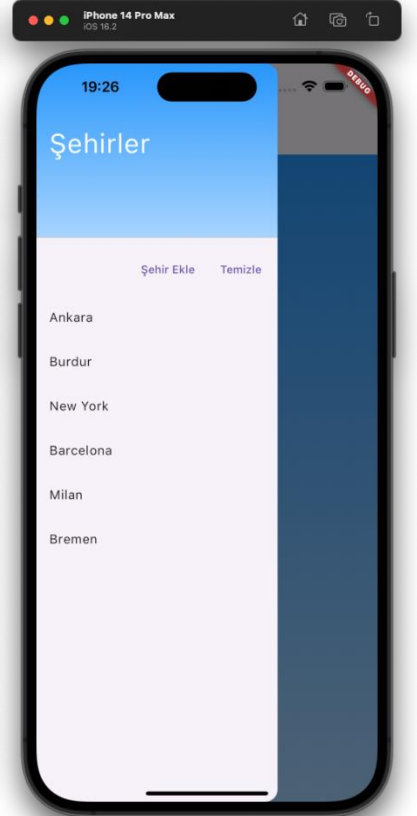 iPhone 14 Pro Max
iOS 16.2
19:26
DEBUG
Şehirler
Şehir Ekle Temizle
Ankara
Burdur
New York
Barcelona
Milan
Bremen